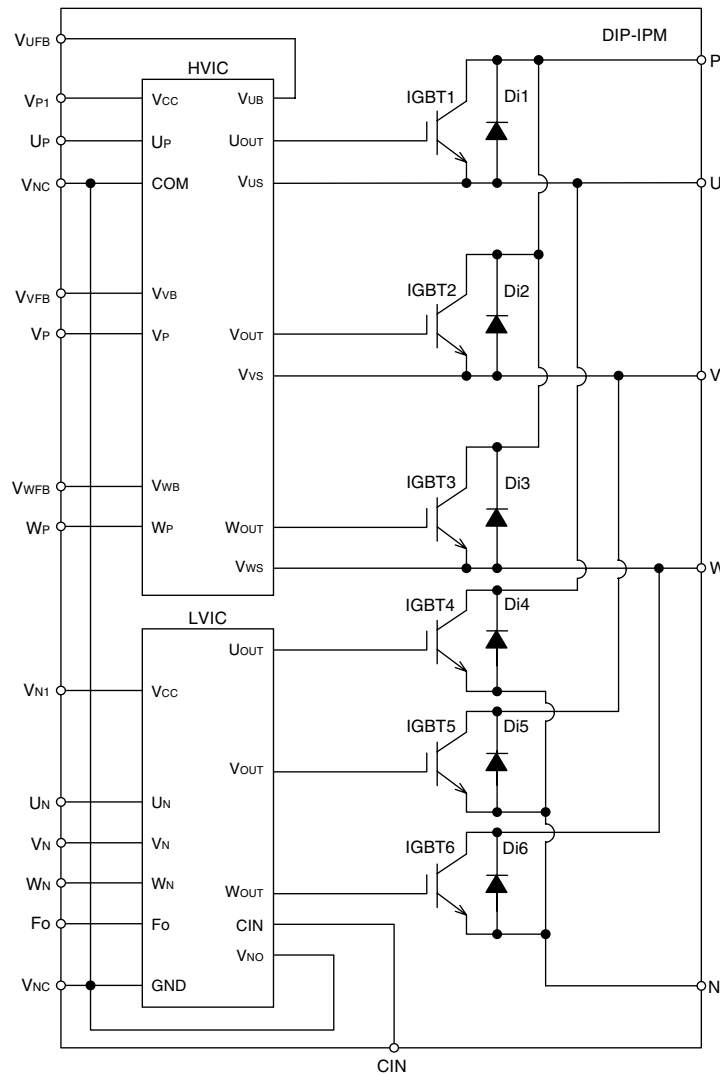 DIP-IPM
VUFB
P
HVIC
IGBT1
Di1
VP1
VCC
VUB
UP
UP
UOUT
VNC
COM
VUS
U
IGBT2
Di2
VVFB
VVB
VP
VP
VOUT
VVS
V
IGBT3
Di3
VWFB
VWB
WP
WP
WOUT
VWS
W
IGBT4
Di4
LVIC
UOUT
VN1
VCC
IGBT5
Di5
VOUT
UN
UN
VN
VN
IGBT6
Di6
WN
WN
WOUT
Fo
Fo
CIN
VNO
VNC
GND
N
CIN